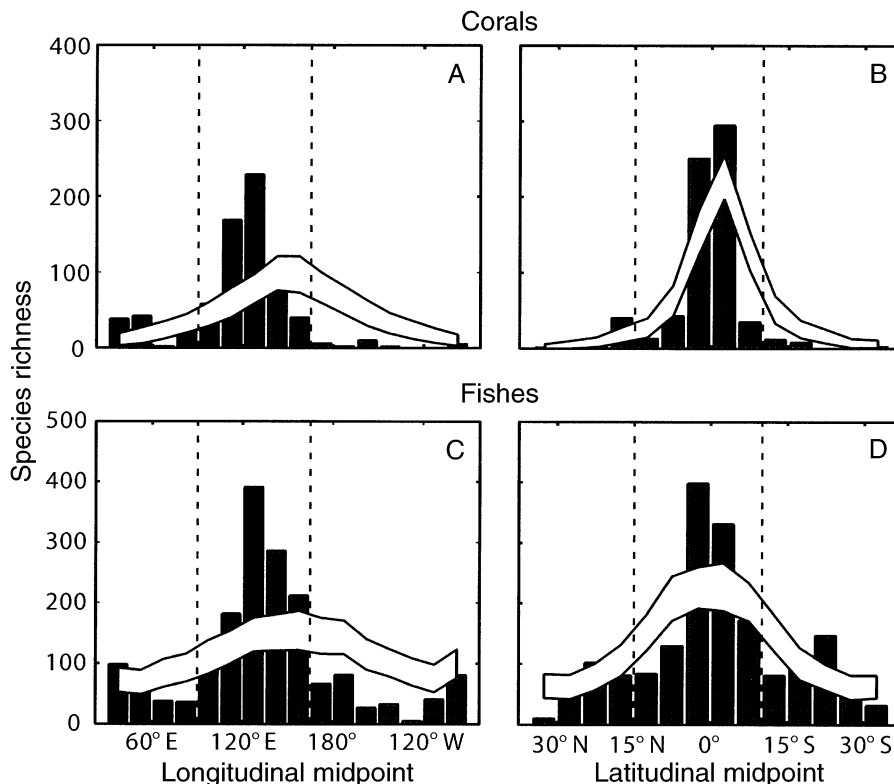 Corals
A
B
400
300
200
100
0
Species richness
Fishes
C
D
500
400
300
200
100
0
60° E 120° E 180° 120° W
Longitudinal midpoint
30° N 15° N 0° 15° S 30° S
Latitudinal midpoint